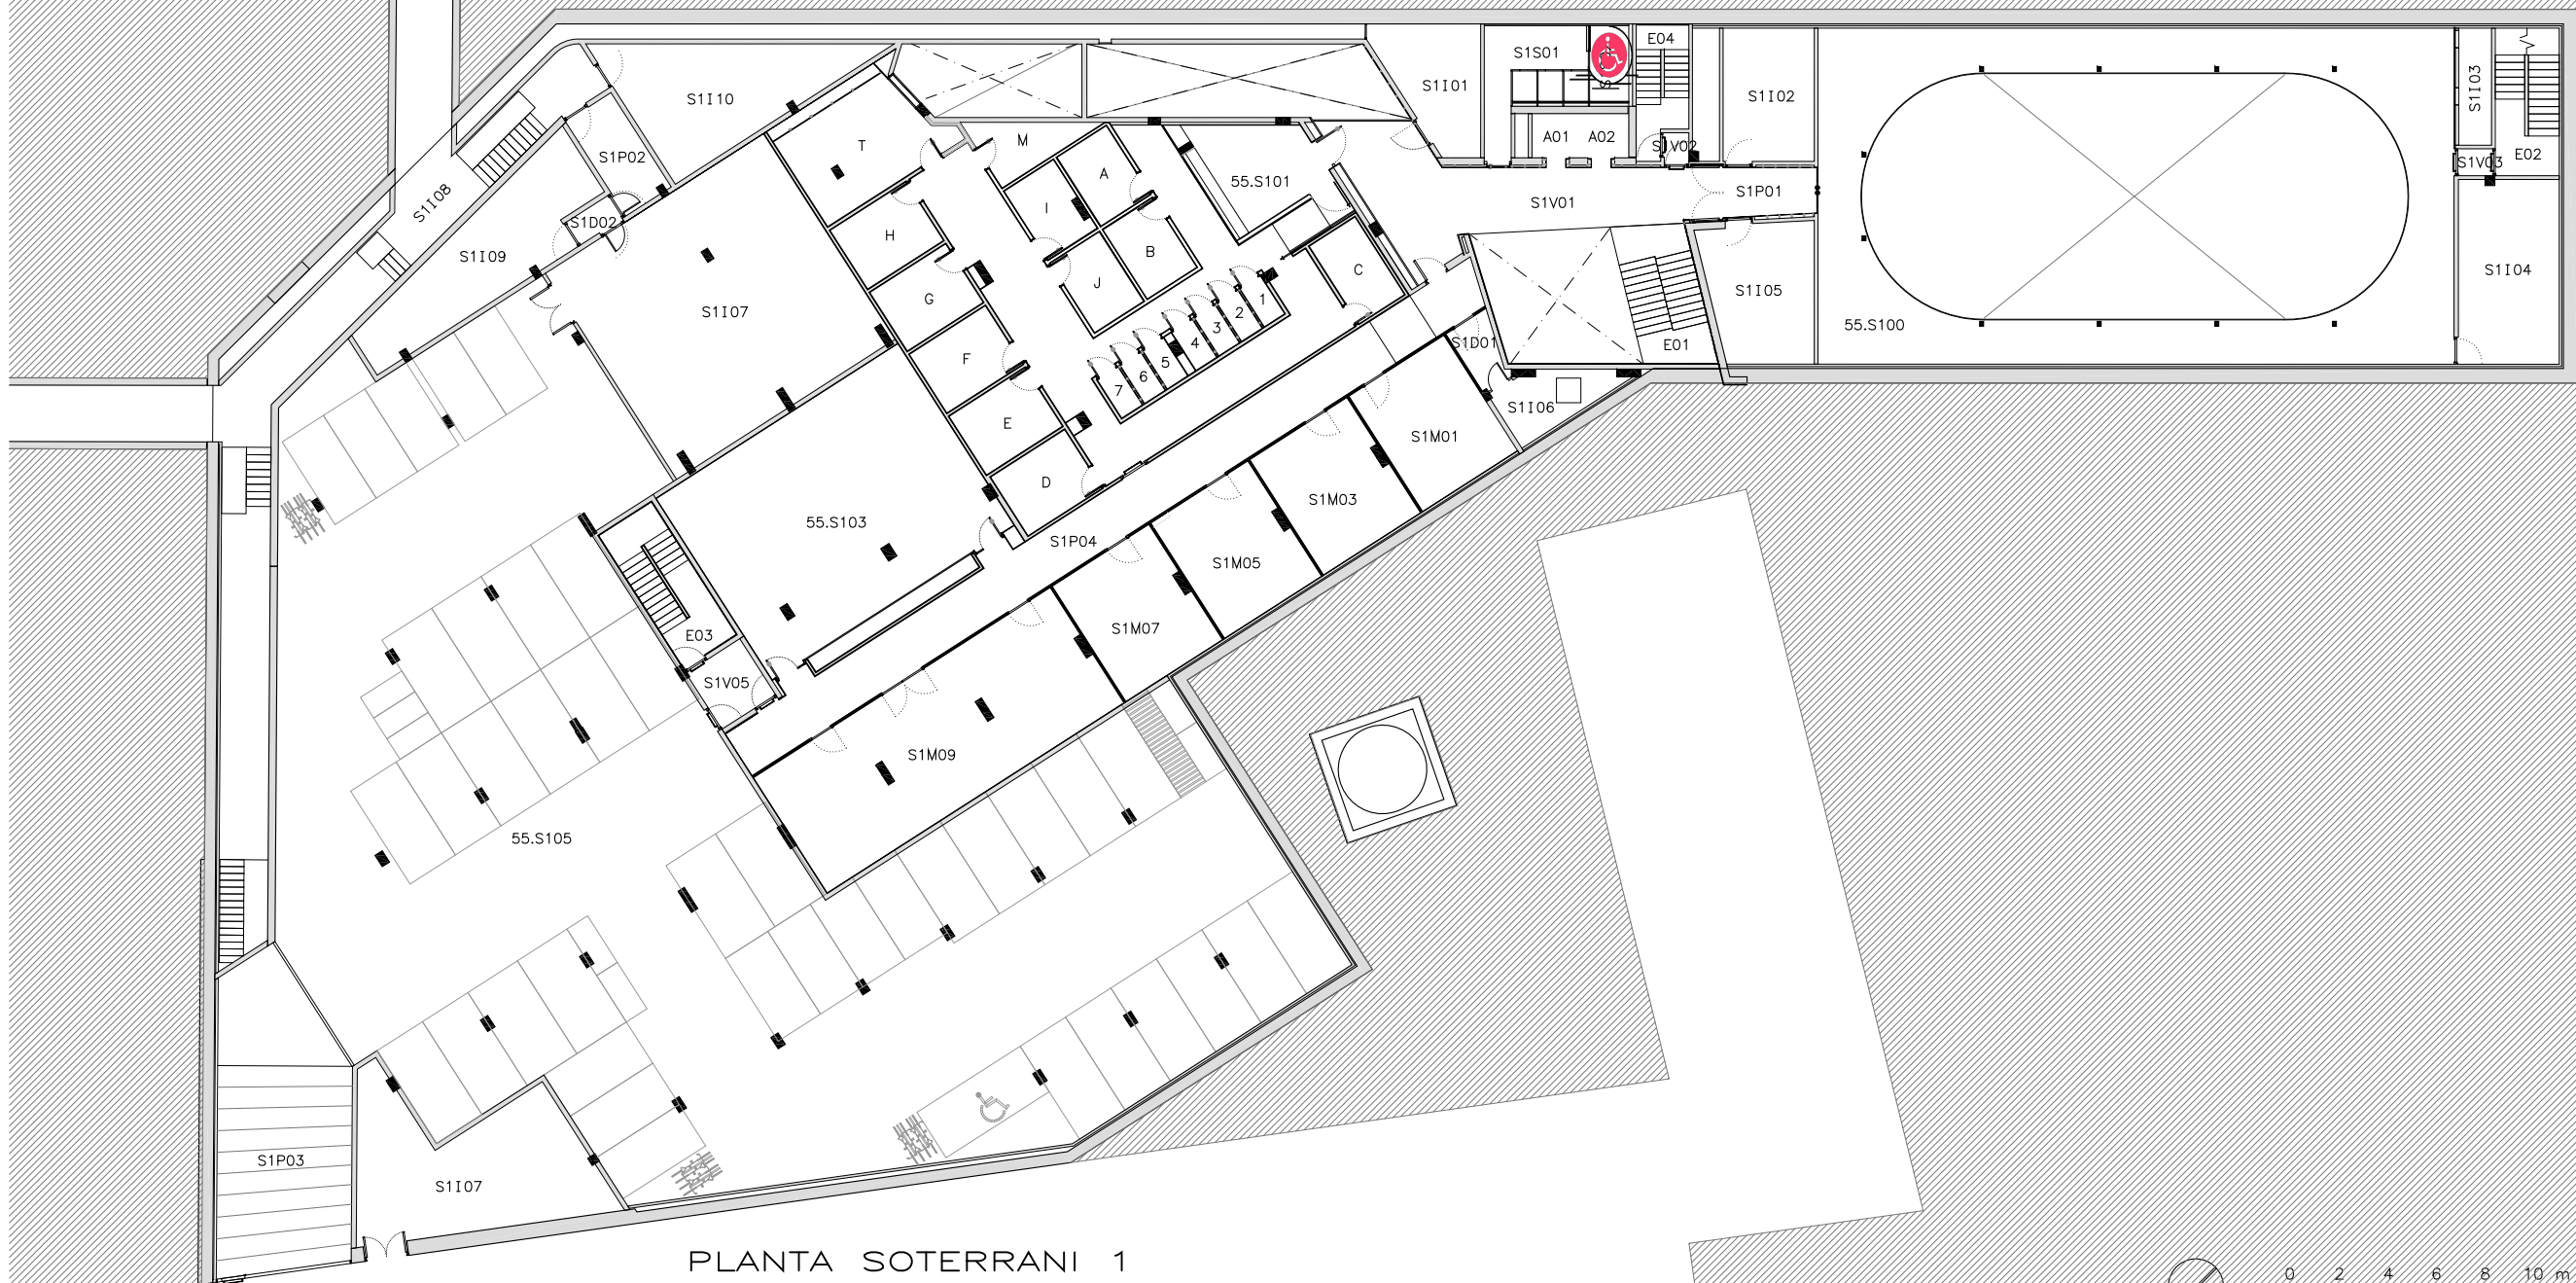 E04
S1S01
S1I10
S1I01
S1I02
S1I03
A01 A02
T
M
S1V02
S1P02
E02
S1V03
A
55.S101
S1P01
S1I08
I
S1V01
S1D02
H
B
S1I09
C
S1I04
J
G
S1I05
1
S1I07
2
55.S100
3
4
S1D01
E01
F
5
6
7
S1I06
E
S1M01
D
S1M03
55.S103
S1P04
S1M05
E03
S1M07
S1V05
S1M09
55.S105
S1P03
S1I07
PLANTA SOTERRANI 1
0 2 4 6 8 10 m